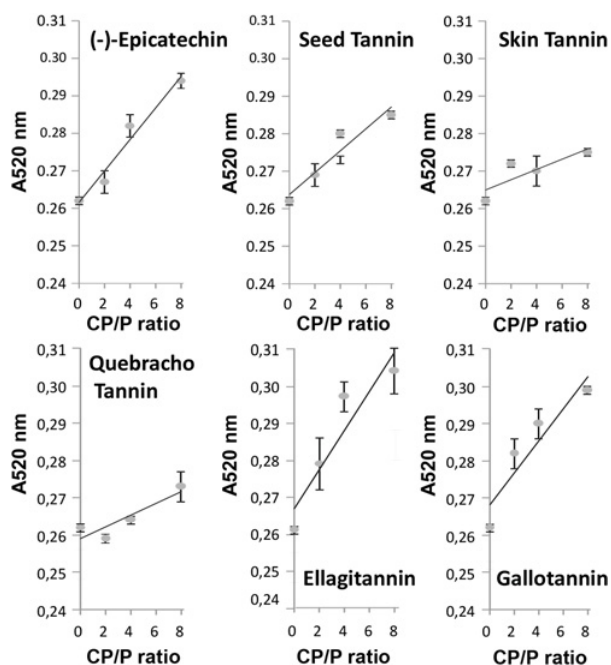 (-)-Epicatechin
A520 nm
0.31
0.30
0.29
0.28
0.27
0.26
0.25
0.24
0 2 4 6 8
CP/P ratio
Seed Tannin
A520 nm
0.31
0.30
0.29
0.28
0.27
0.26
0.25
0.24
0 2 4 6 8
CP/P ratio
Skin Tannin
A520 nm
0.31
0.30
0.29
0.28
0.27
0.26
0.25
0.24
0 2 4 6 8
CP/P ratio
Quebracho
Tannin
A520 nm
0,31
0,30
0,29
0,28
0,27
0,26
0,25
0,24
0 2 4 6 8
CP/P ratio
Ellagitannin
A520 nm
0,31
0,30
0,29
0,28
0,27
0,26
0,25
0,24
0 2 4 6 8
CP/P ratio
Gallotannin
A520 nm
0,31
0,30
0,29
0,28
0,27
0,26
0,25
0,24
0 2 4 6 8
CP/P ratio